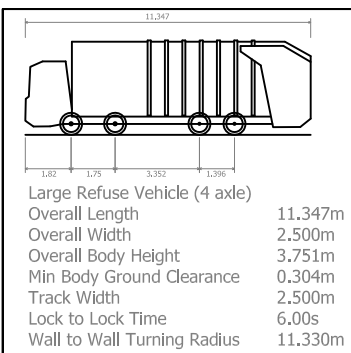 11.347
1.82 1.75 3.352 1.396
Large Refuse Vehicle (4 axle)
Overall Length 11.347m
Overall Width 2.500m
Overall Body Height 3.751m
Min Body Ground Clearance 0.304m
Track Width 2.500m
Lock to Lock Time 6.00s
Wall to Wall Turning Radius 11.330m